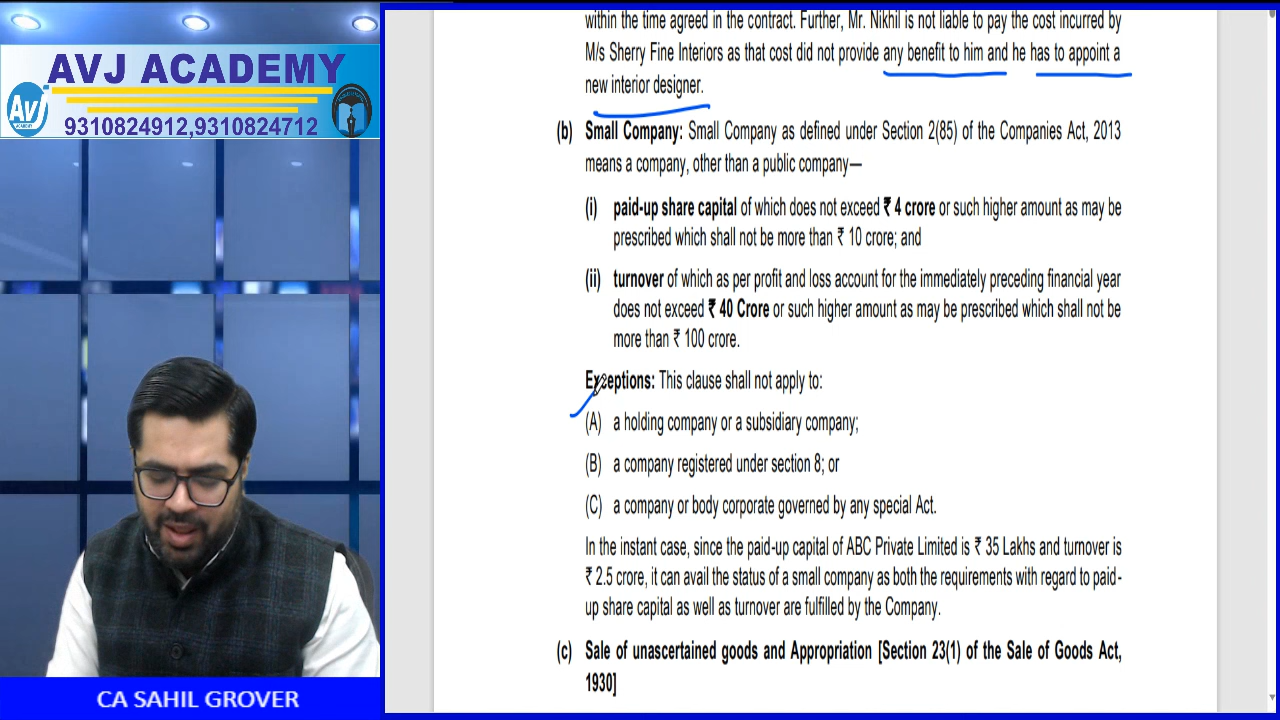 AVJ ACADEMY
9310824912,9310824712
CA SAHIL GROVER
within the time agreed in the contract. Further, Mr. Nikhil is not liable to pay the cost incurred by
M/s Sherry Fine Interiors as that cost did not provide any benefit to him and he has to appoint a
new interior designer.
(b) Small Company: Small Company as defined under Section 2(85) of the Companies Act, 2013
means a company, other than a public company—
(i) paid-up share capital of which does not exceed ₹ 4 crore or such higher amount as may be
prescribed which shall not be more than ₹ 10 crore; and
(ii) turnover of which as per profit and loss account for the immediately preceding financial year
does not exceed ₹ 40 Crore or such higher amount as may be prescribed which shall not be
more than ₹ 100 crore.
Exceptions: This clause shall not apply to:
(A) a holding company or a subsidiary company;
(B) a company registered under section 8; or
(C) a company or body corporate governed by any special Act.
In the instant case, since the paid-up capital of ABC Private Limited is ₹ 35 Lakhs and turnover is
₹ 2.5 crore, it can avail the status of a small company as both the requirements with regard to paid-
up share capital as well as turnover are fulfilled by the Company.
(c) Sale of unascertained goods and Appropriation [Section 23(1) of the Sale of Goods Act,
1930]